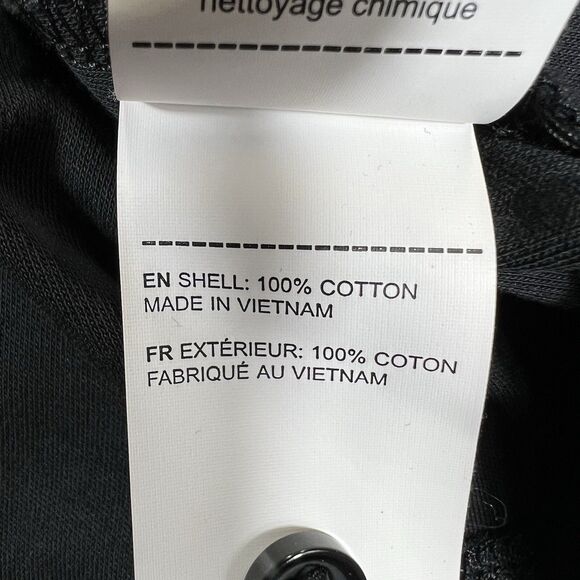 nettoyage chimique
EN SHELL: 100% COTTON
MADE IN VIETNAM
FR EXTÉRIEUR: 100% COTON
FABRIQUÉ AU VIETNAM